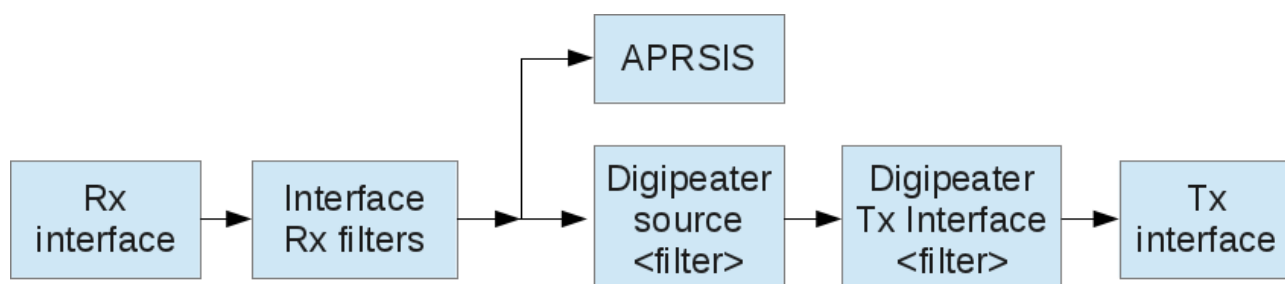 APRSIS
Rx
interface
Interface
Rx filters
Digipeater
source
<filter>
Digipeater
Tx Interface
<filter>
Tx
interface